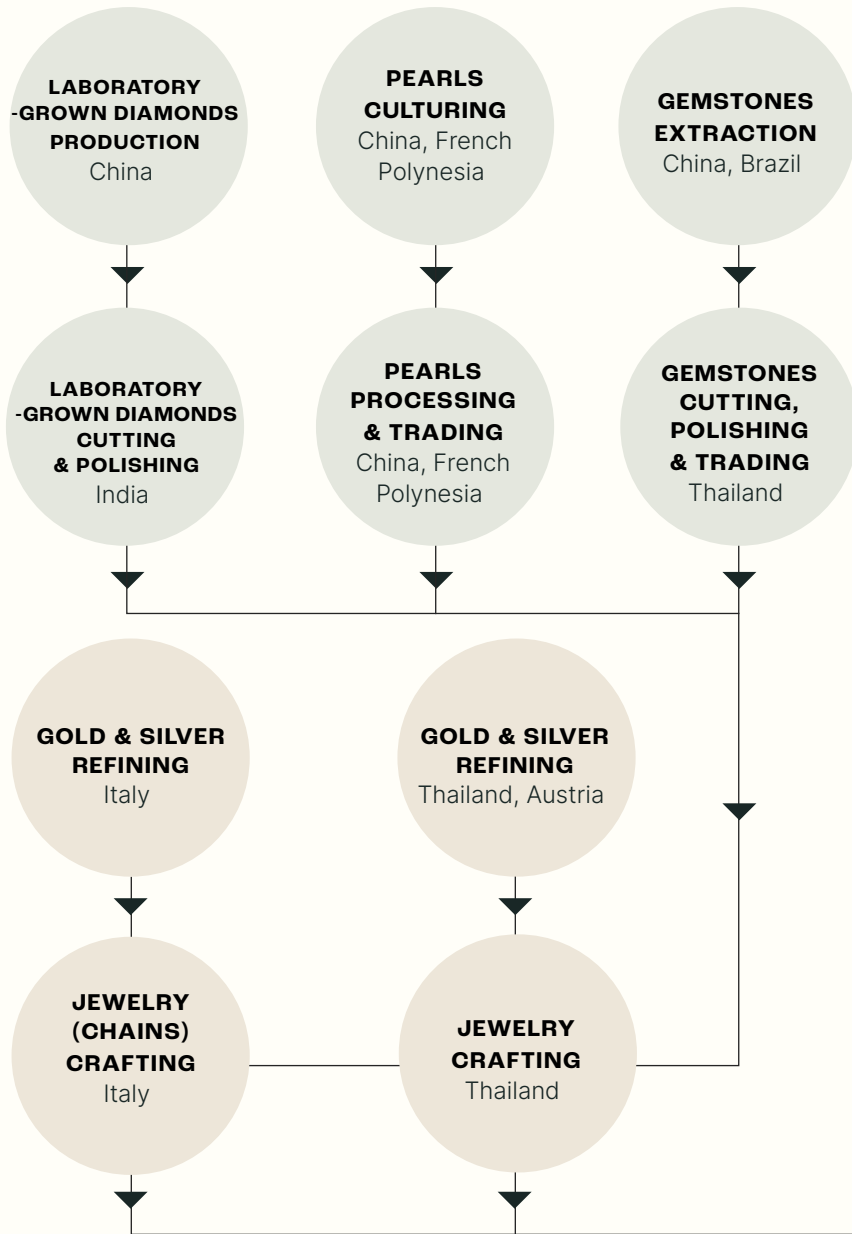 LABORATORY
-GROWN DIAMONDS
PRODUCTION
China
PEARLS
CULTURING
China, French
Polynesia
GEMSTONES
EXTRACTION
China, Brazil
LABORATORY
-GROWN DIAMONDS
CUTTING
& POLISHING
India
PEARLS
PROCESSING
& TRADING
China, French
Polynesia
GEMSTONES
CUTTING,
POLISHING
& TRADING
Thailand
GOLD & SILVER
REFINING
Italy
GOLD & SILVER
REFINING
Thailand, Austria
JEWELRY
(CHAINS)
CRAFTING
Italy
JEWELRY
CRAFTING
Thailand